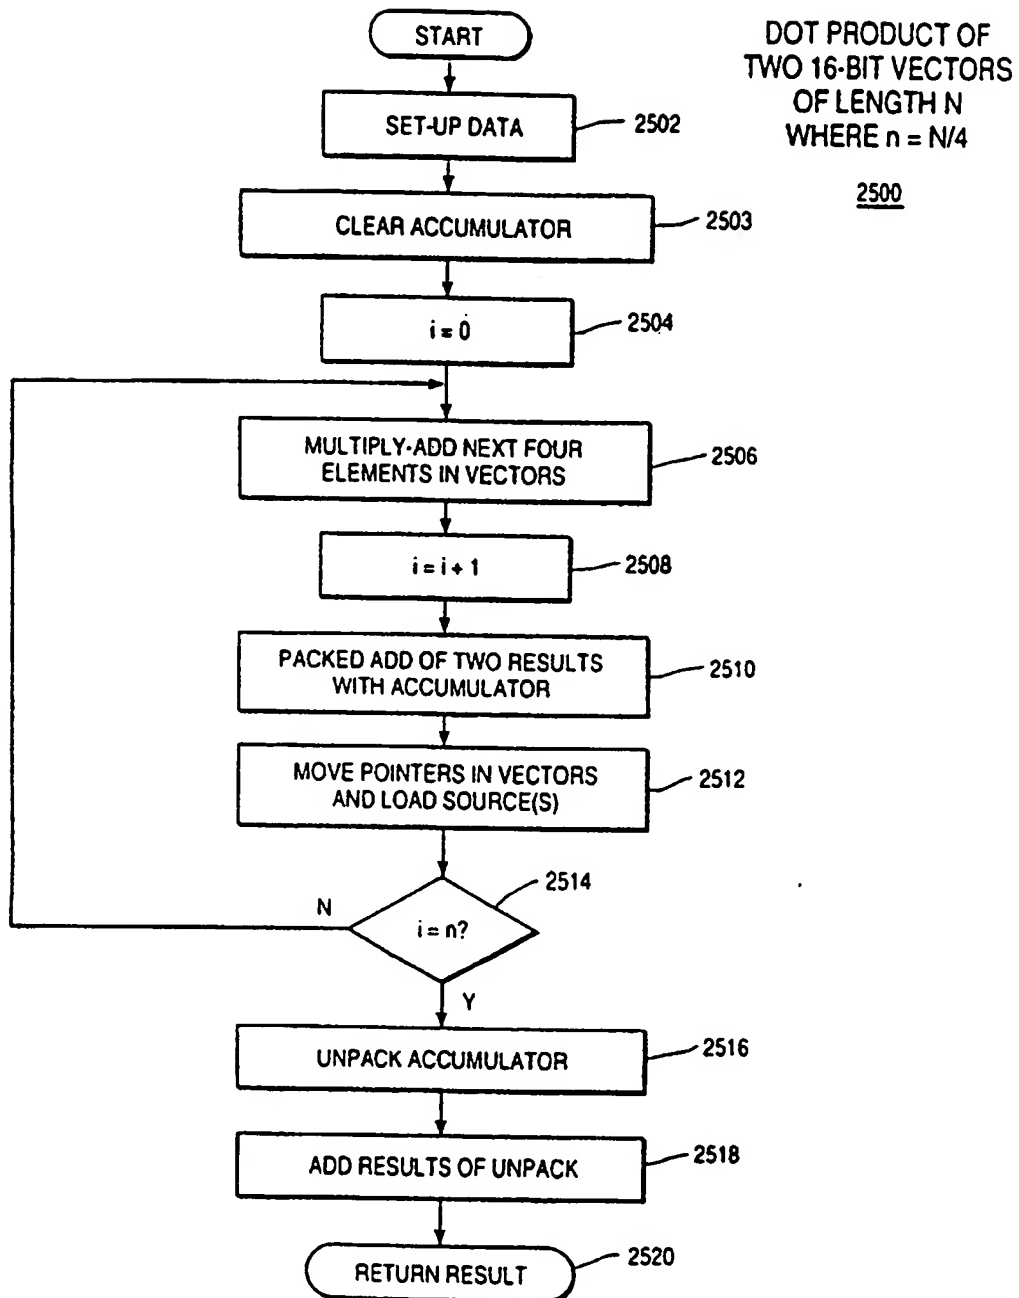 START
DOT PRODUCT OF
TWO 16-BIT VECTORS
OF LENGTH N
WHERE n = N/4
2500
SET-UP DATA
2502
CLEAR ACCUMULATOR
2503
i = 0
2504
MULTIPLY-ADD NEXT FOUR
ELEMENTS IN VECTORS
2506
i = i + 1
2508
PACKED ADD OF TWO RESULTS
WITH ACCUMULATOR
2510
MOVE POINTERS IN VECTORS
AND LOAD SOURCE(S)
2512
2514
N
i = n?
Y
UNPACK ACCUMULATOR
2516
ADD RESULTS OF UNPACK
2518
RETURN RESULT
2520